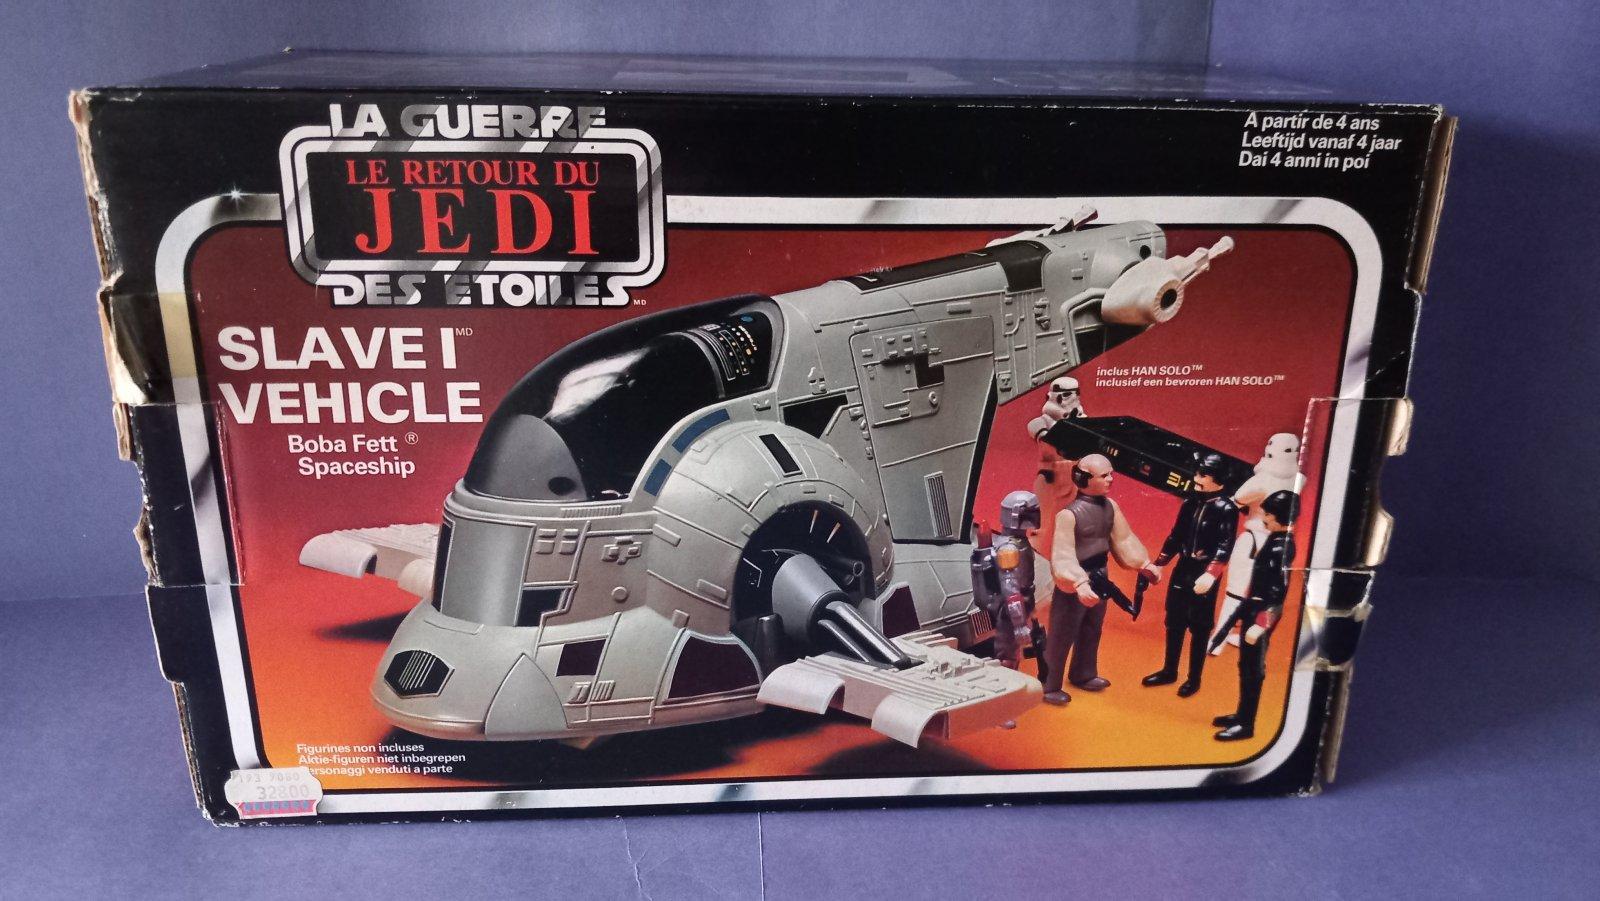 LA GUERRE
LE RETOUR DU
JEDI
DES ETOILES MD
SLAVE I MD
VEHICLE
Boba Fett ®
Spaceship
A partir de 4 ans
Leeftijd vanaf 4 jaar
Dai 4 anni in poi
inclus HAN SOLO™
inclusief een bevroren HAN SOLO™
Figurines non incluses
Aktie-figuren niet inbegrepen
Personaggi venduti a parte
193 9080
32800